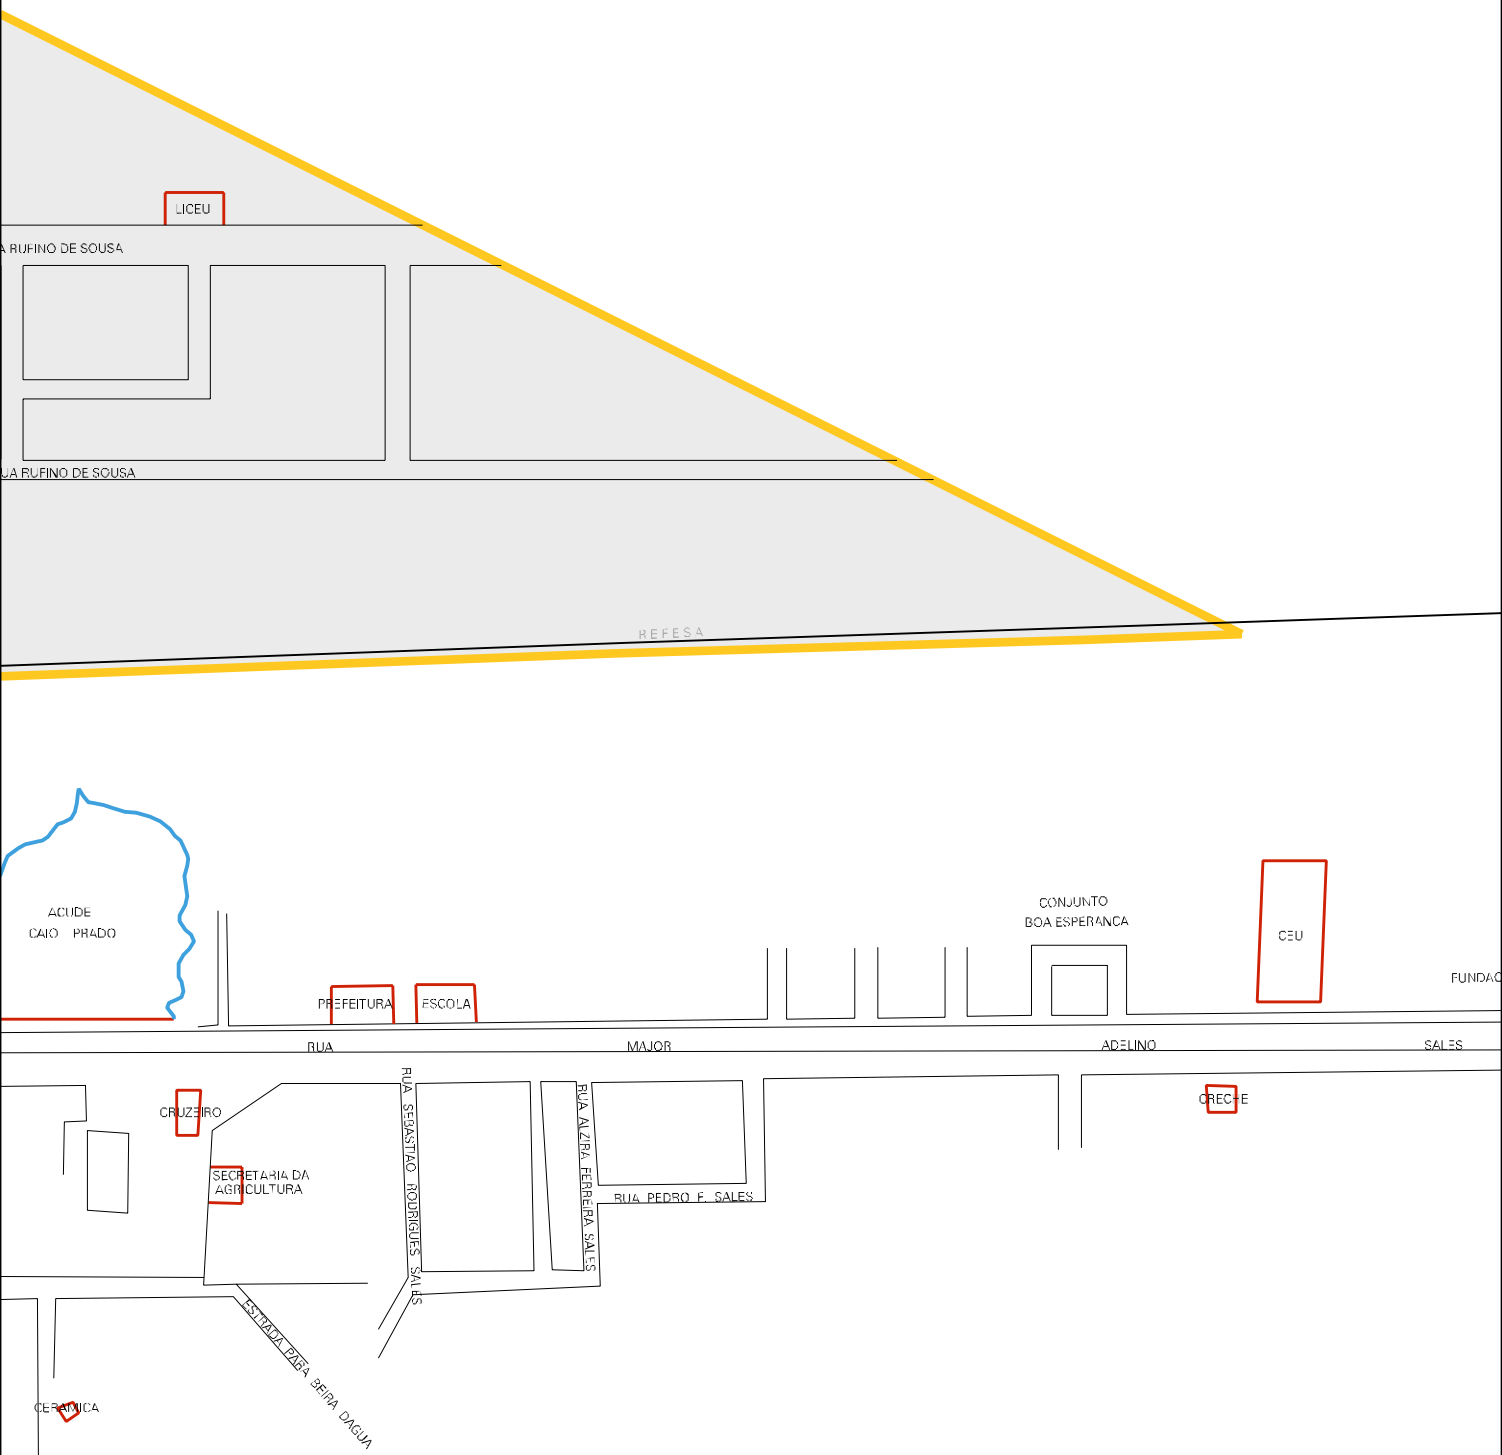 LICEU
A RUFINO DE SOUSA
UA RUFINO DE SOUSA
REFESA
ACUDE
CAIO PRADO
CONJUNTO
BOA ESPERANCA
CEU
FUNDAC
PREFEITURA
ESCOLA
RUA MAJOR ADELINO SALES
CRUZEIRO
CRECHE
SECRETARIA DA
AGRICULTURA
RUA SEBASTIAO RODRIGUES SALES
RUA ALZIRA FERREIRA SALES
RUA PEDRO F. SALES
ESTRADA PARA BEIRA DAGUA
CERAMICA